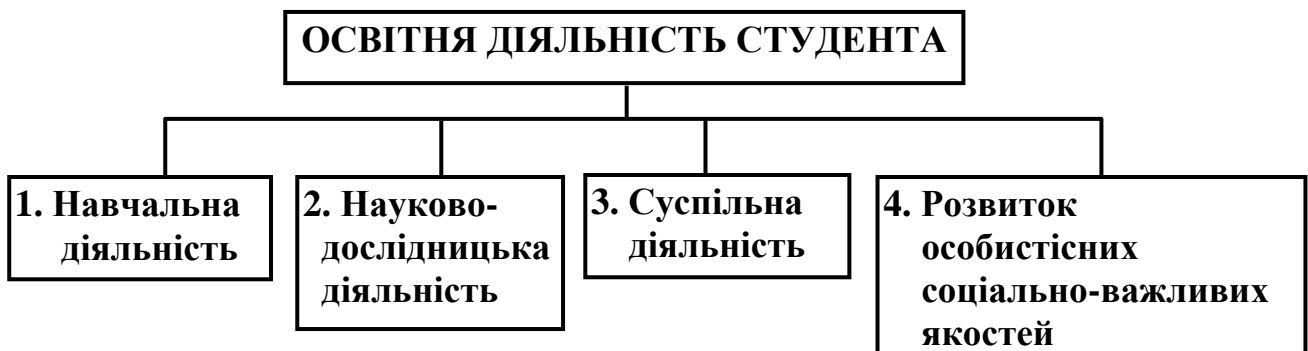 ОСВІТНЯ ДІЯЛЬНІСТЬ СТУДЕНТА
1. Навчальна
діяльність
2. Науково-
дослідницька
діяльність
3. Суспільна
діяльність
4. Розвиток
особистісних
соціально-важливих
якостей